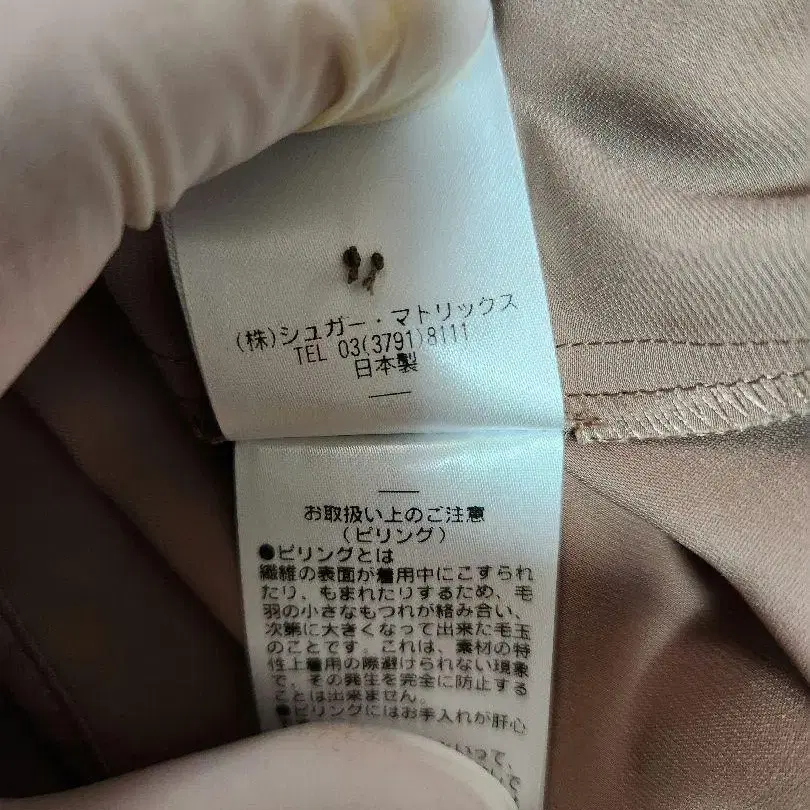 (株)シュガー・マトリックス
TEL 03(3791)8111
日本製
お取扱い上のご注意
(ピリング)
●ピリングとは
繊維の表面が着用中にこすられ
たり、もまれたりするため、毛
羽の小さなもつれが絡み合い、
次第に大きくなって出来た毛玉
のことです。これは、素材の特
性上着用の際避けられない現象
で、その発生を完全に防止する
ことは出来ません。
●ピリングにはお手入れが肝心
いって、